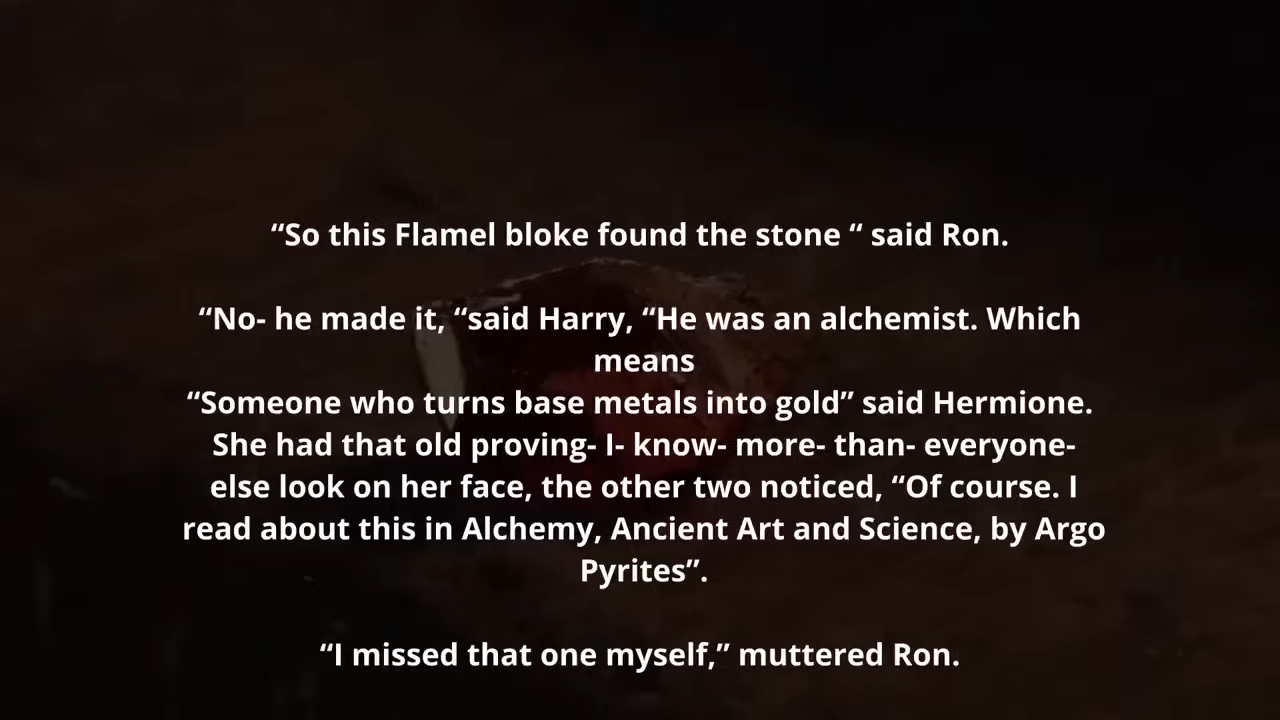 “So this Flamel bloke found the stone “ said Ron.
“No- he made it, “said Harry, “He was an alchemist. Which
means
“Someone who turns base metals into gold” said Hermione.
She had that old proving- I- know- more- than- everyone-
else look on her face, the other two noticed, “Of course. I
read about this in Alchemy, Ancient Art and Science, by Argo
Pyrites”.
“I missed that one myself,” muttered Ron.